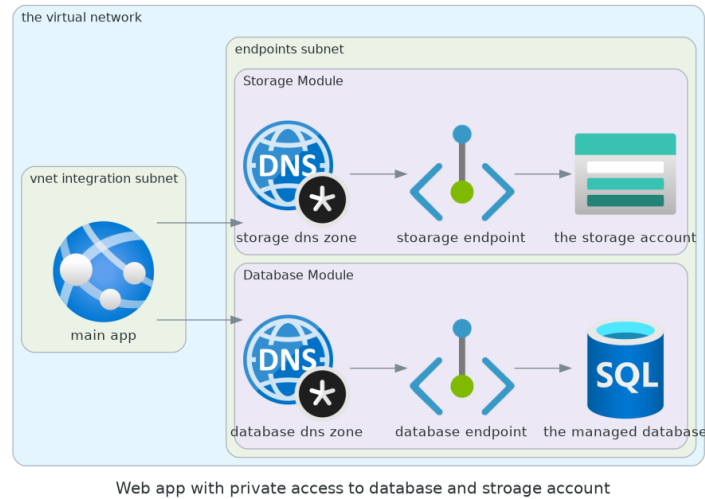 the virtual network
endpoints subnet
Storage Module
DNS
*
storage dns zone
stoarage endpoint
the storage account
vnet integration subnet
main app
Database Module
DNS
*
database dns zone
database endpoint
SQL
the managed database
Web app with private access to database and stroage account